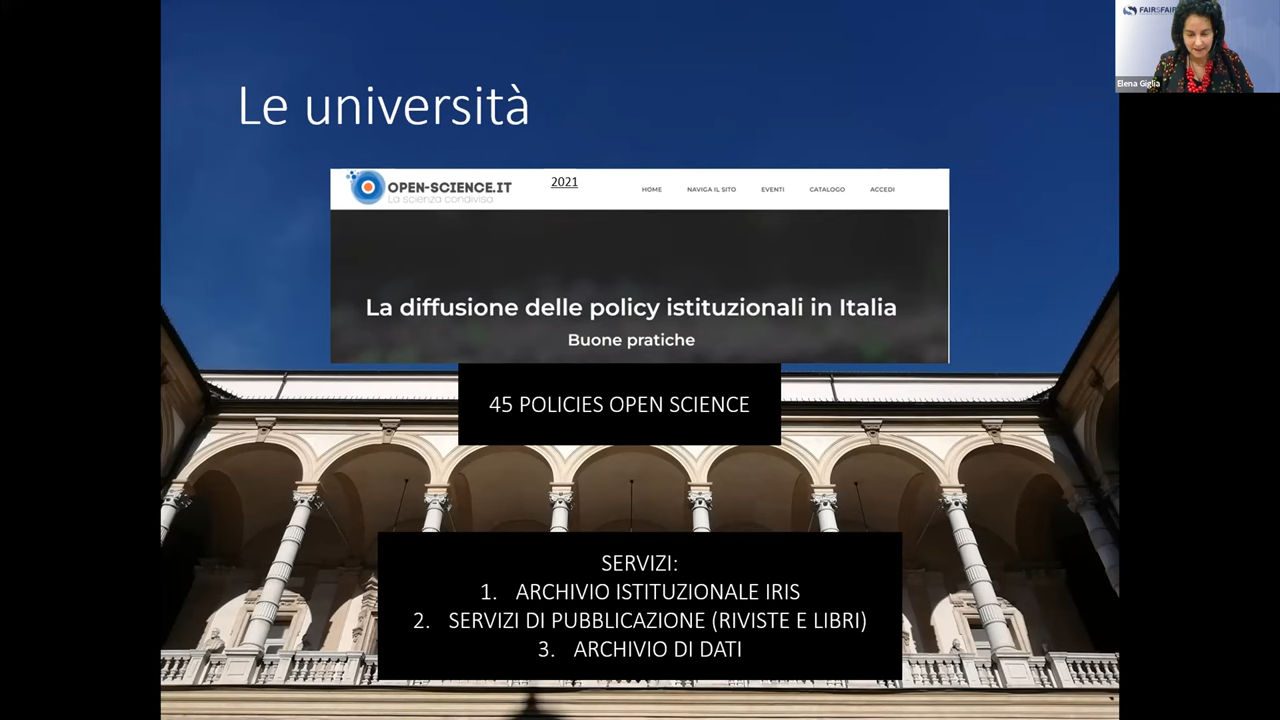 FAIRSFAIR
Elena Giglia
Le università
OPEN-SCIENCE.IT
La scienza condivisa
2021
HOME NAVIGA IL SITO EVENTI CATALOGO ACCEDI
La diffusione delle policy istituzionali in Italia
Buone pratiche
45 POLICIES OPEN SCIENCE
SERVIZI:
1. ARCHIVIO ISTITUZIONALE IRIS
2. SERVIZI DI PUBBLICAZIONE (RIVISTE E LIBRI)
3. ARCHIVIO DI DATI